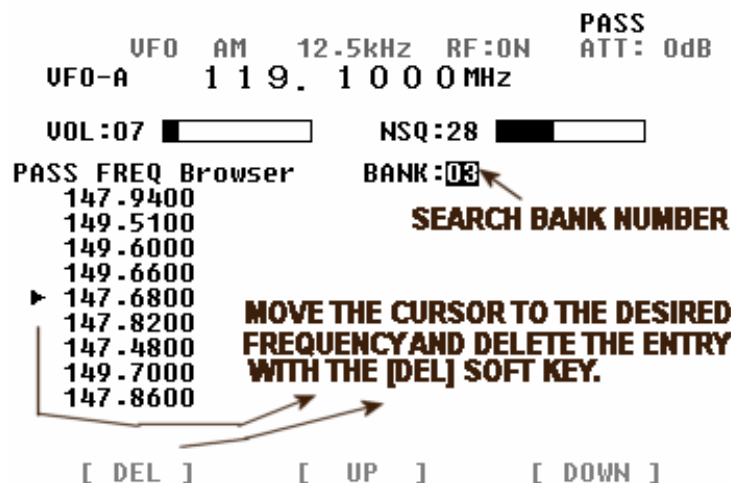 PASS
VFO AM 12.5kHz RF:ON ATT: 0dB
VFO-A 119.1000MHz
VOL:07 NSQ:28
PASS FREQ Browser BANK:03
147.9400
149.5100
SEARCH BANK NUMBER
149.6000
149.6600
147.6800
147.8200
147.4800
149.7000
147.8600
MOVE THE CURSOR TO THE DESIRED
FREQUENCY AND DELETE THE ENTRY
WITH THE [DEL] SOFT KEY.
[ DEL ] [ UP ] [ DOWN ]